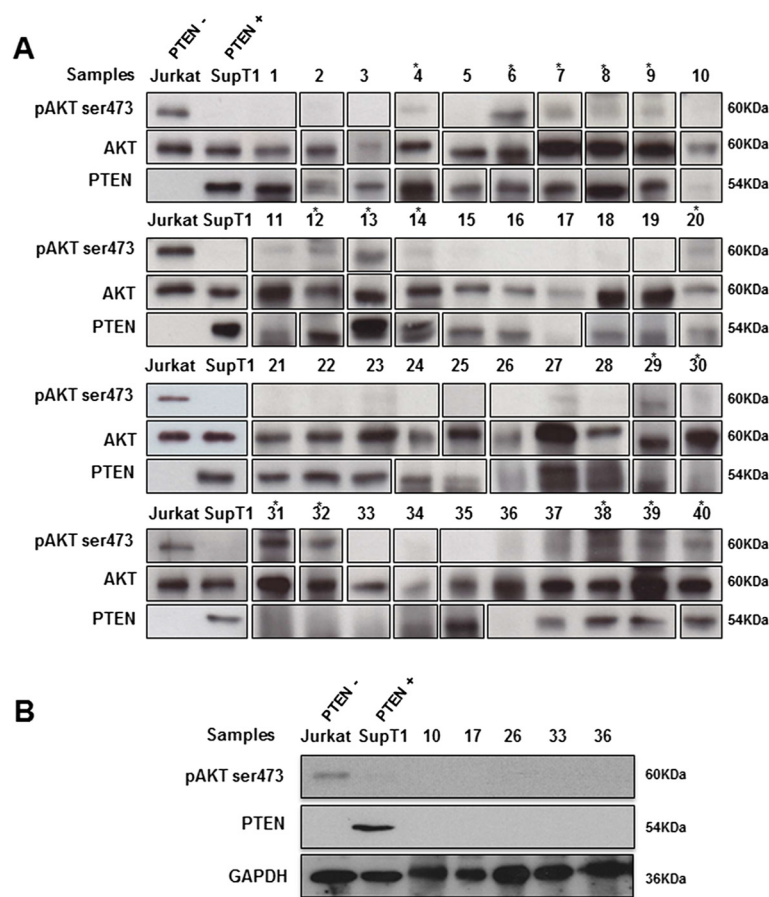 PTEN - PTEN +
A
* * * * *
Samples Jurkat SupT1 1 2 3 4 5 6 7 8 9 10
pAKT ser473 60KDa
AKT 60KDa
PTEN 54KDa
* * * *
Jurkat SupT1 11 12 13 14 15 16 17 18 19 20
pAKT ser473 60KDa
AKT 60KDa
PTEN 54KDa
* *
Jurkat SupT1 21 22 23 24 25 26 27 28 29 30
pAKT ser473 60KDa
AKT 60KDa
PTEN 54KDa
* * * * *
Jurkat SupT1 31 32 33 34 35 36 37 38 39 40
pAKT ser473 60KDa
AKT 60KDa
PTEN 54KDa
B
PTEN - PTEN +
Samples Jurkat SupT1 10 17 26 33 36
pAKT ser473 60KDa
PTEN 54KDa
GAPDH 36KDa